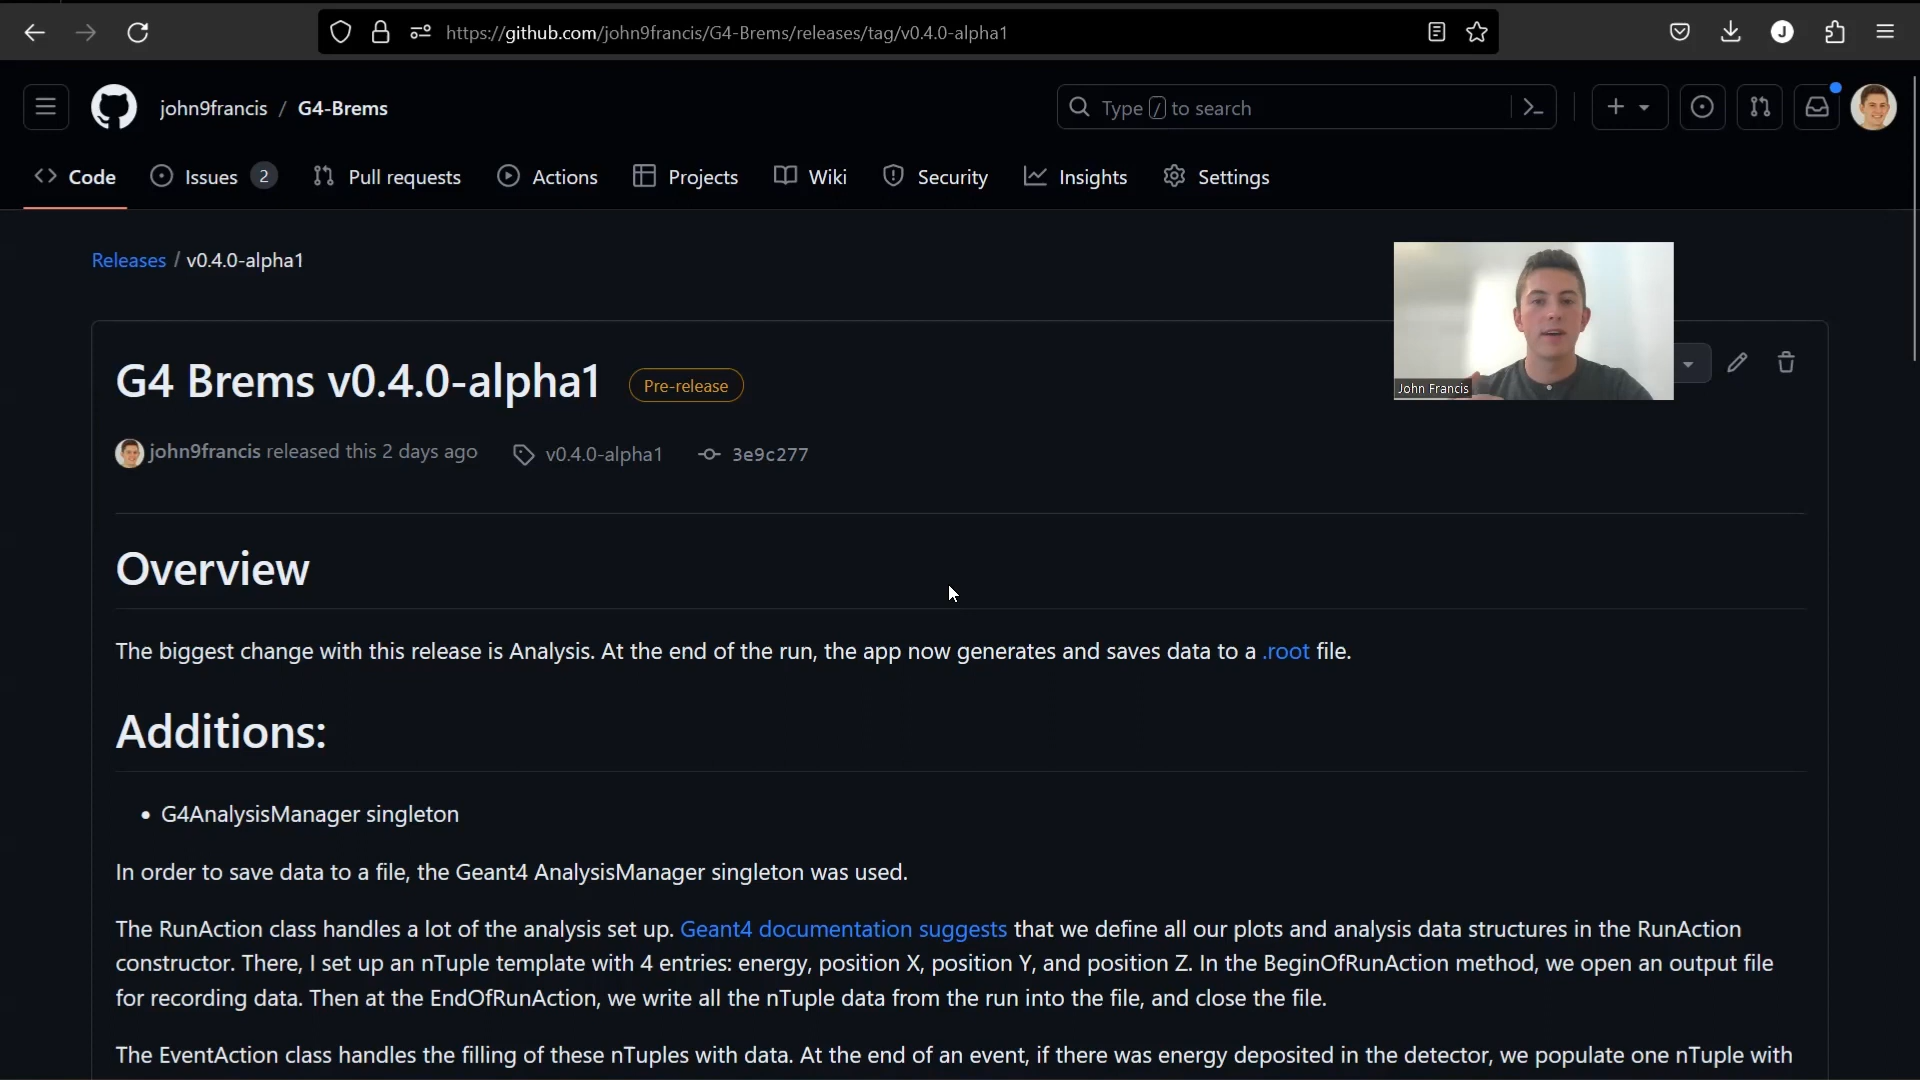 https://github.com/john9francis/G4-Brems/releases/tag/v0.4.0-alpha1
J
john9francis / G4-Brems
Type / to search
Code
Issues 2
Pull requests
Actions
Projects
Wiki
Security
Insights
Settings
Releases / v0.4.0-alpha1
G4 Brems v0.4.0-alpha1 Pre-release
John Francis
john9francis released this 2 days ago v0.4.0-alpha1 3e9c277
Overview
The biggest change with this release is Analysis. At the end of the run, the app now generates and saves data to a .root file.
Additions:
• G4AnalysisManager singleton
In order to save data to a file, the Geant4 AnalysisManager singleton was used.
The RunAction class handles a lot of the analysis set up. Geant4 documentation suggests that we define all our plots and analysis data structures in the RunAction
constructor. There, I set up an nTuple template with 4 entries: energy, position X, position Y, and position Z. In the BeginOfRunAction method, we open an output file
for recording data. Then at the EndOfRunAction, we write all the nTuple data from the run into the file, and close the file.
The EventAction class handles the filling of these nTuples with data. At the end of an event, if there was energy deposited in the detector, we populate one nTuple with